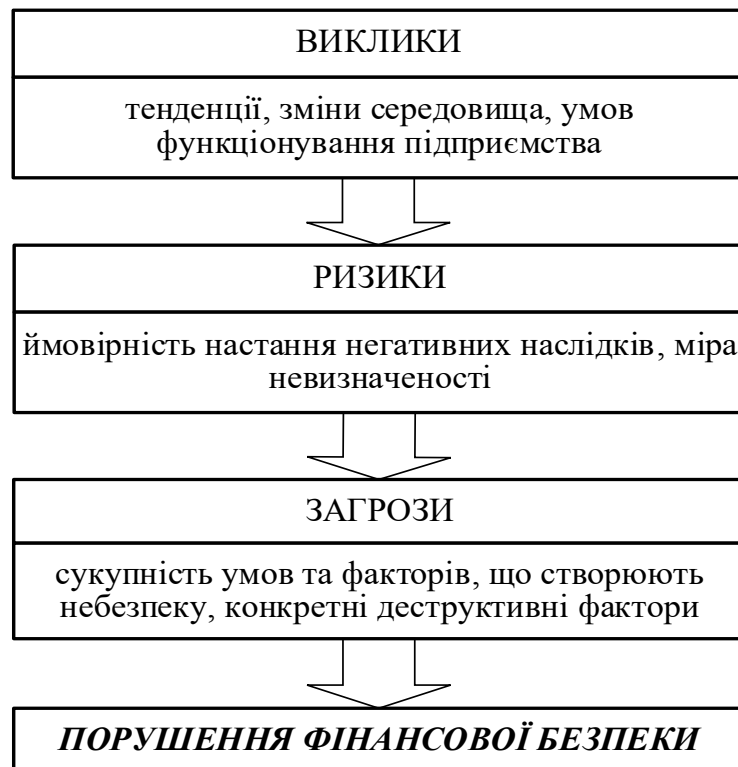 ВИКЛИКИ
тенденції, зміни середовища, умов
функціонування підприємства
РИЗИКИ
ймовірність настання негативних наслідків, міра
невизначеності
ЗАГРОЗИ
сукупність умов та факторів, що створюють
небезпеку, конкретні деструктивні фактори
ПОРУШЕННЯ ФІНАНСОВОЇ БЕЗПЕКИ